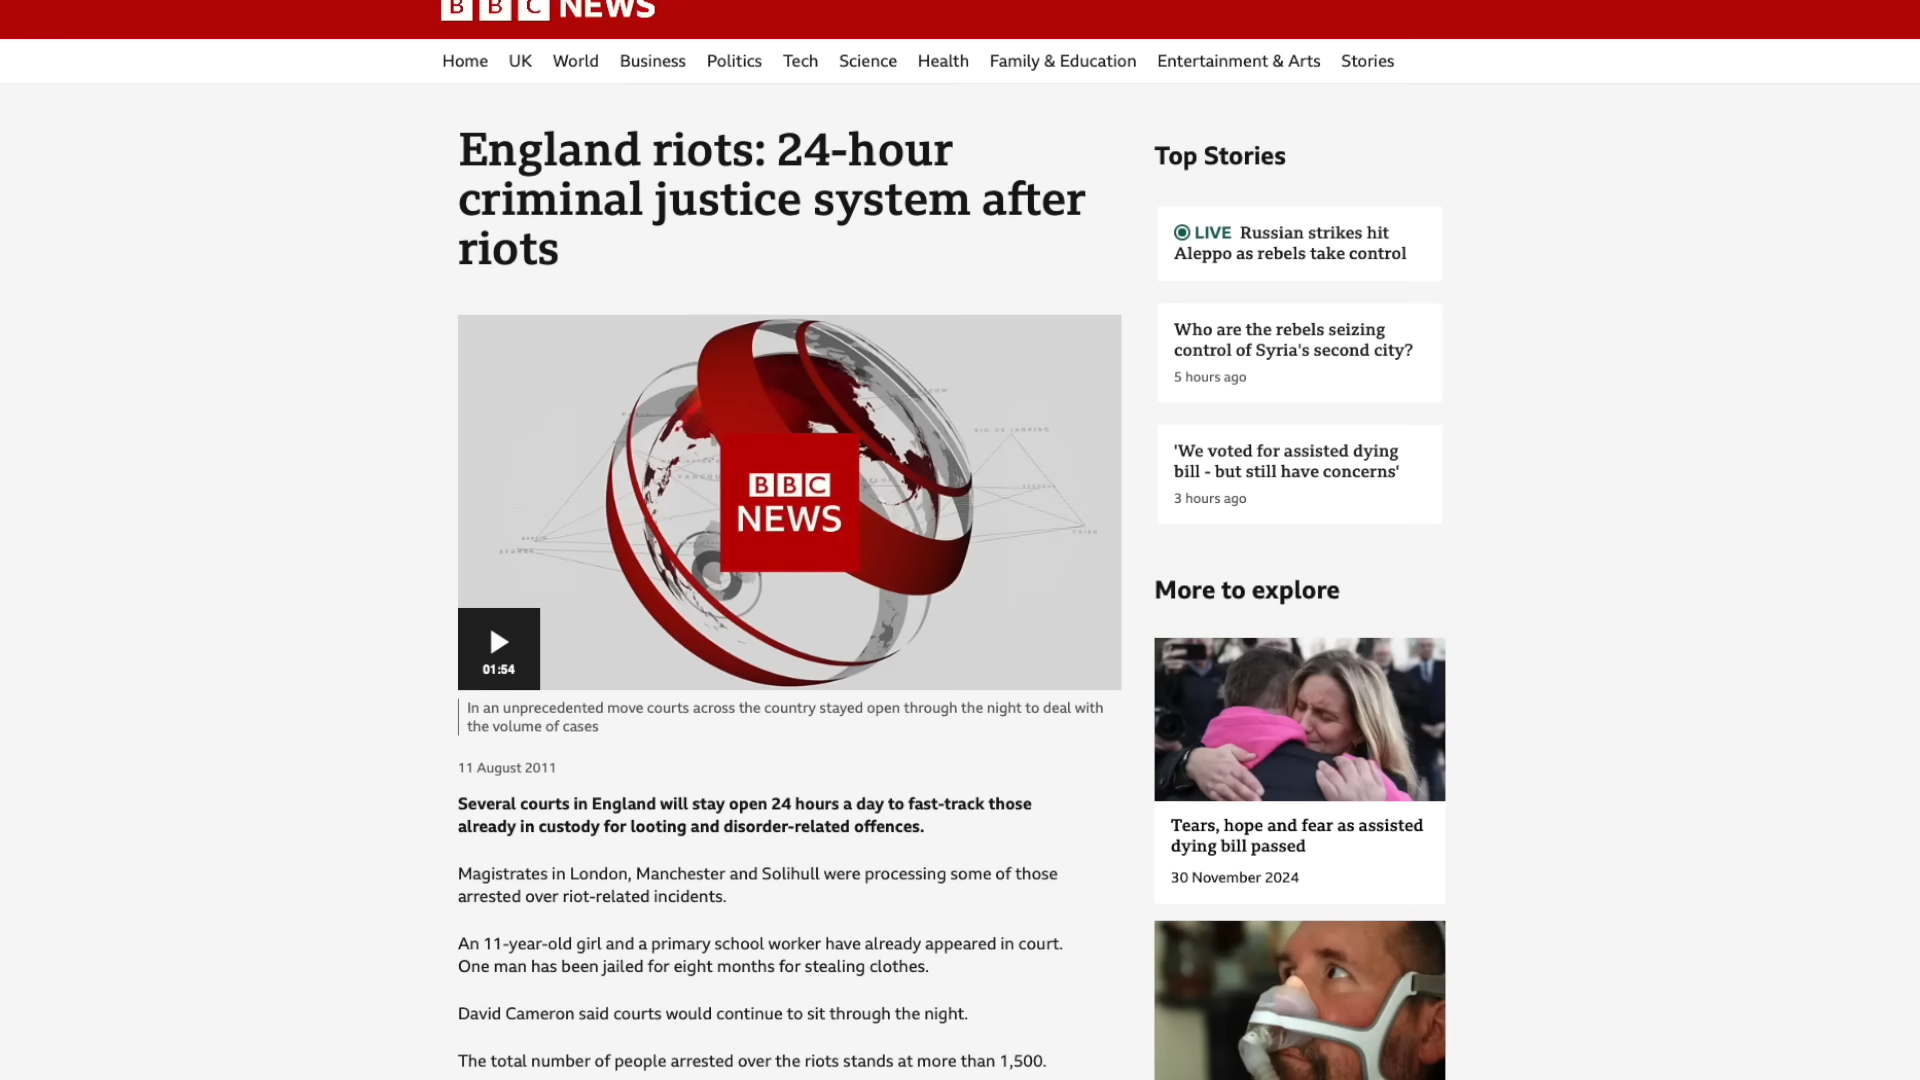 BBC NEWS
Home UK World Business Politics Tech Science Health Family & Education Entertainment & Arts Stories
England riots: 24-hour
criminal justice system after
riots
BBC
NEWS
RIO DE JANEIRO
01:54
In an unprecedented move courts across the country stayed open through the night to deal with
the volume of cases
11 August 2011
Several courts in England will stay open 24 hours a day to fast-track those
already in custody for looting and disorder-related offences.
Magistrates in London, Manchester and Solihull were processing some of those
arrested over riot-related incidents.
An 11-year-old girl and a primary school worker have already appeared in court.
One man has been jailed for eight months for stealing clothes.
David Cameron said courts would continue to sit through the night.
The total number of people arrested over the riots stands at more than 1,500.
Top Stories
LIVE Russian strikes hit
Aleppo as rebels take control
Who are the rebels seizing
control of Syria's second city?
5 hours ago
'We voted for assisted dying
bill - but still have concerns'
3 hours ago
More to explore
Tears, hope and fear as assisted
dying bill passed
30 November 2024